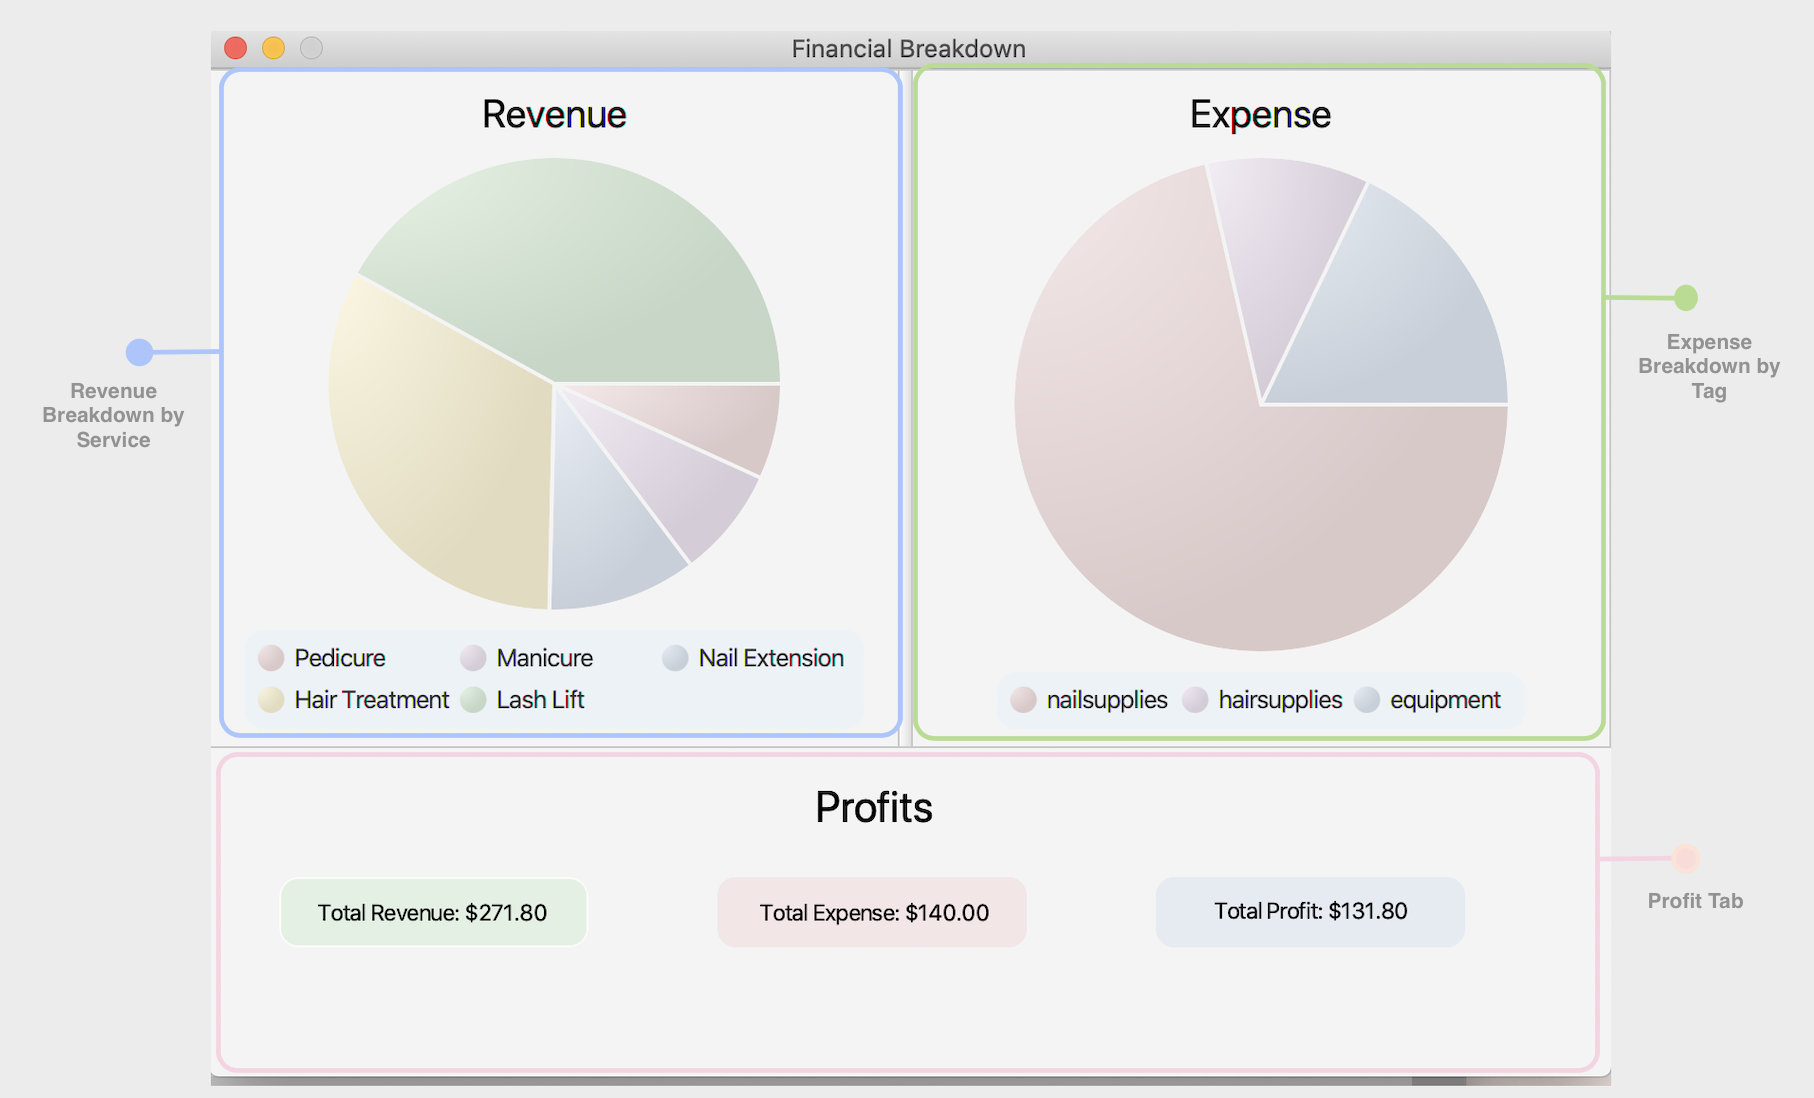 Financial Breakdown
Revenue
Expense
Revenue
Breakdown by
Service
Expense
Breakdown by
Tag
Pedicure Manicure Nail Extension
Hair Treatment Lash Lift
nailsupplies hairsupplies equipment
Profits
Total Revenue: $271.80
Total Expense: $140.00
Total Profit: $131.80
Profit Tab